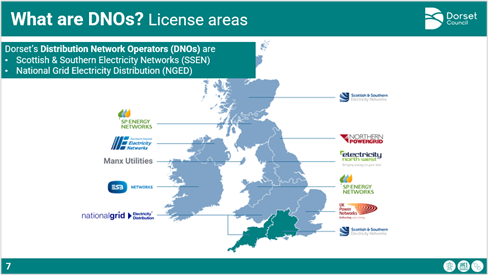 What are DNOs? License areas
Dorset
Council
Dorset's Distribution Network Operators (DNOs) are
• Scottish & Southern Electricity Networks (SSEN)
• National Grid Electricity Distribution (NGED)
Scottish & Southern
Electricity Networks
SP ENERGY
NETWORKS
NORTHERN
POWERGRID
Electricity
Networks
electricity
north west
Manx Utilities
SP ENERGY
NETWORKS
NETWORKS
UK
Power
Networks
nationalgrid
Electricity
Distribution
Scottish & Southern
Electricity Networks
7